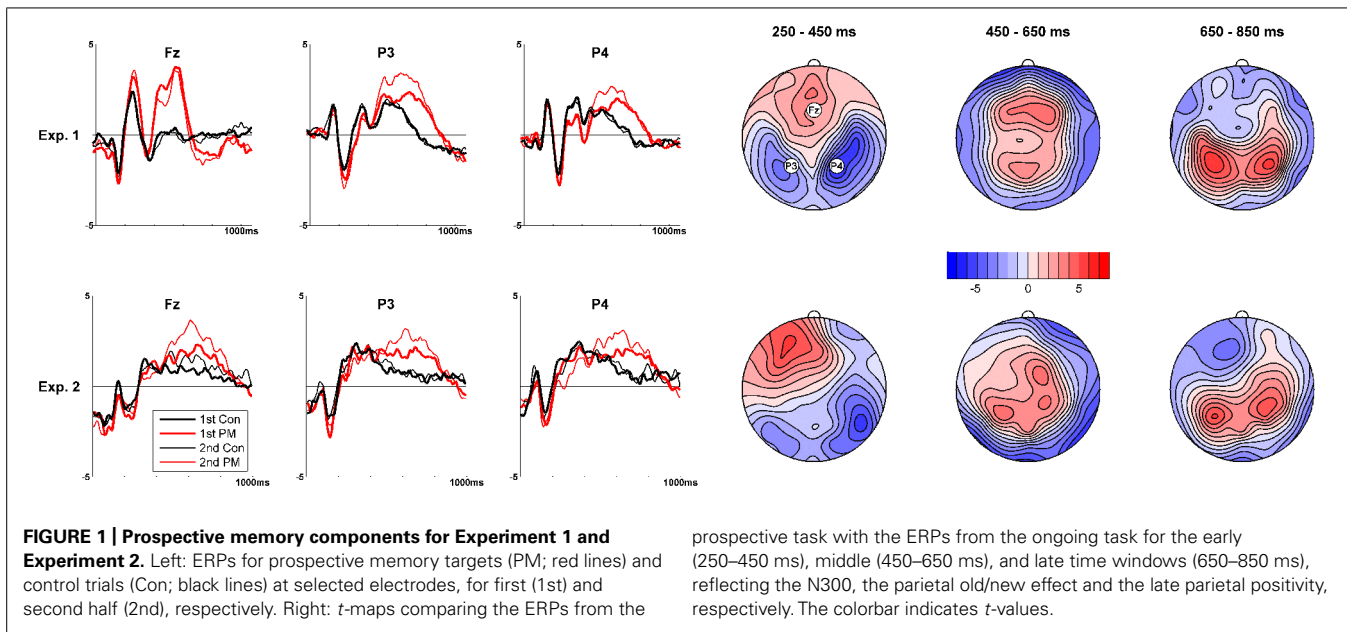 5
Fz
-5
1000ms
Exp. 1
5
P3
-5
1000ms
5
P4
-5
1000ms
250 - 450 ms
450 - 650 ms
650 - 850 ms
Fz
P3
P4
-5 0 5
5
Fz
-5
1000ms
Exp. 2
1st Con
1st PM
2nd Con
2nd PM
5
P3
-5
1000ms
5
P4
-5
1000ms
FIGURE 1 | Prospective memory components for Experiment 1 and
Experiment 2. Left: ERPs for prospective memory targets (PM; red lines) and
control trials (Con; black lines) at selected electrodes, for first (1st) and
second half (2nd), respectively. Right: t-maps comparing the ERPs from the
prospective task with the ERPs from the ongoing task for the early
(250–450 ms), middle (450–650 ms), and late time windows (650–850 ms),
reflecting the N300, the parietal old/new effect and the late parietal positivity,
respectively. The colorbar indicates t-values.